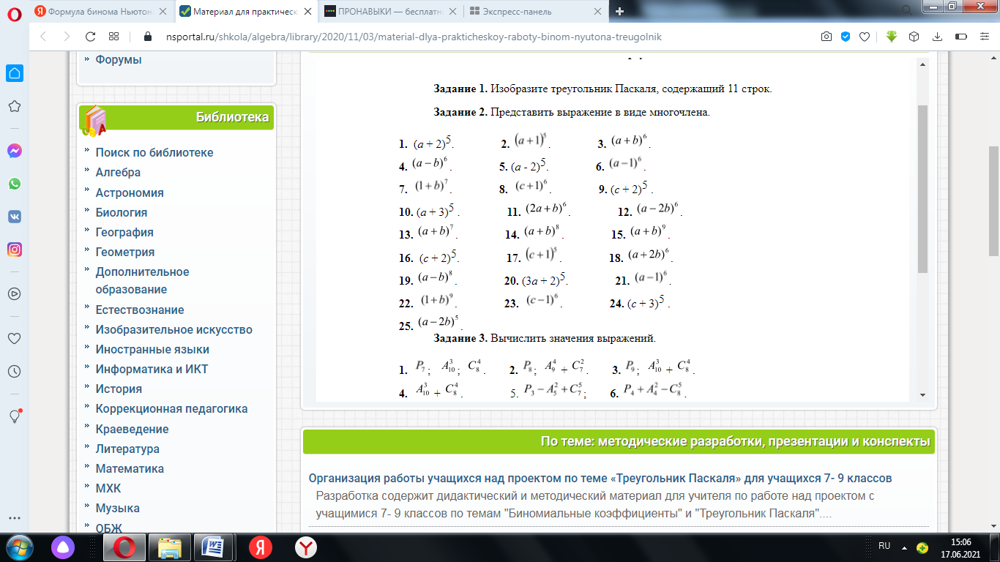 Формула бинома Ньютон
Материал для практическ
ПРОНАВЫКИ — бесплатн
Экспресс-панель
nsportal.ru/shkola/algebra/library/2020/11/03/material-dlya-prakticheskoy-raboty-binom-nyutona-treugolnik
Форумы
Библиотека
Поиск по библиотеке
Алгебра
Астрономия
Биология
География
Геометрия
Дополнительное
образование
Естествознание
Изобразительное искусство
Иностранные языки
Информатика и ИКТ
История
Коррекционная педагогика
Краеведение
Литература
Математика
МХК
Музыка
ОБЖ
Задание 1. Изобразите треугольник Паскаля, содержащий 11 строк.
Задание 2. Представить выражение в виде многочлена.
1. (a + 2)^5. 2. (a+1)^5. 3. (a+b)^6.
4. (a−b)^6. 5. (a - 2)^5. 6. (a−1)^6.
7. (1+b)^7. 8. (c+1)^6. 9. (c + 2)^5.
10. (a + 3)^5. 11. (2a+b)^6. 12. (a−2b)^6.
13. (a+b)^7. 14. (a+b)^8. 15. (a+b)^9.
16. (c + 2)^5. 17. (c+1)^5. 18. (a+2b)^6.
19. (a−b)^8. 20. (3a + 2)^5. 21. (a−1)^6.
22. (1+b)^9. 23. (c−1)^6. 24. (c + 3)^5.
25. (a−2b)^5.
Задание 3. Вычислить значения выражений.
1. P_7; A_10^3; C_8^4. 2. P_8; A_9^4 + C_7^2. 3. P_9; A_10^3 + C_8^4.
4. A_10^3 + C_8^4. 5. P_3 − A_5^2 + C_7^5; 6. P_4 + A_4^2 − C_8^5.
По теме: методические разработки, презентации и конспекты
Организация работы учащихся над проектом по теме «Треугольник Паскаля» для учащихся 7- 9 классов
Разработка содержит дидактический и методический материал для учителя по работе над проектом с
учащимися 7- 9 классов по темам "Биномиальные коэффициенты" и "Треугольник Паскаля"....
RU
15:06
17.06.2021